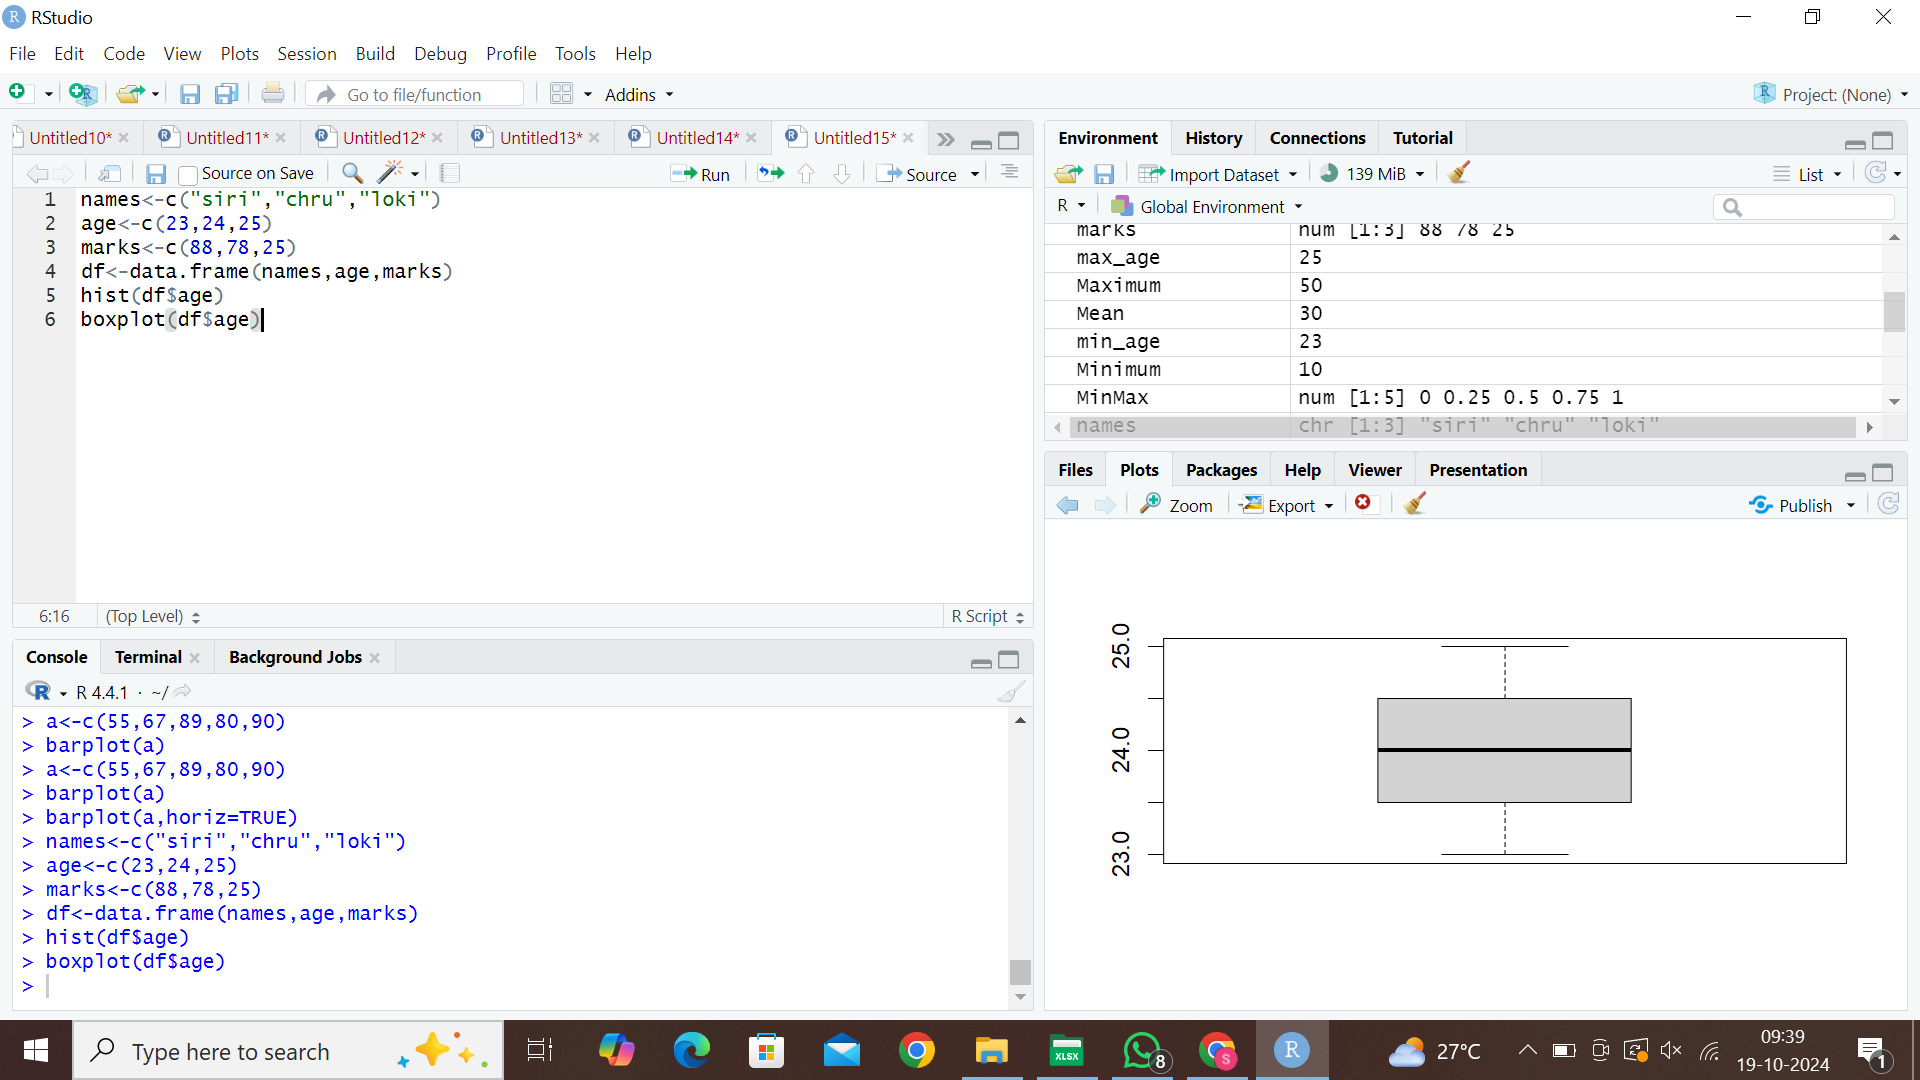 RStudio
File Edit Code View Plots Session Build Debug Profile Tools Help
Go to file/function Addins Project: (None)
Untitled10* Untitled11* Untitled12* Untitled13* Untitled14* Untitled15*
Source on Save Run Source
1 names<-c("siri","chru","loki")
2 age<-c(23,24,25)
3 marks<-c(88,78,25)
4 df<-data.frame(names,age,marks)
5 hist(df$age)
6 boxplot(df$age)
6:16 (Top Level) R Script
Console Terminal Background Jobs
R 4.4.1 · ~/
> a<-c(55,67,89,80,90)
> barplot(a)
> a<-c(55,67,89,80,90)
> barplot(a)
> barplot(a,horiz=TRUE)
> names<-c("siri","chru","loki")
> age<-c(23,24,25)
> marks<-c(88,78,25)
> df<-data.frame(names,age,marks)
> hist(df$age)
> boxplot(df$age)
>
Environment History Connections Tutorial
Import Dataset 139 MiB List
R Global Environment
marks num [1:3] 88 78 25
max_age 25
Maximum 50
Mean 30
min_age 23
Minimum 10
MinMax num [1:5] 0 0.25 0.5 0.75 1
names chr [1:3] "siri" "chru" "loki"
Files Plots Packages Help Viewer Presentation
Zoom Export Publish
25.0
24.0
23.0
Type here to search
XLSX
8
S
R
27°C
09:39
19-10-2024
1